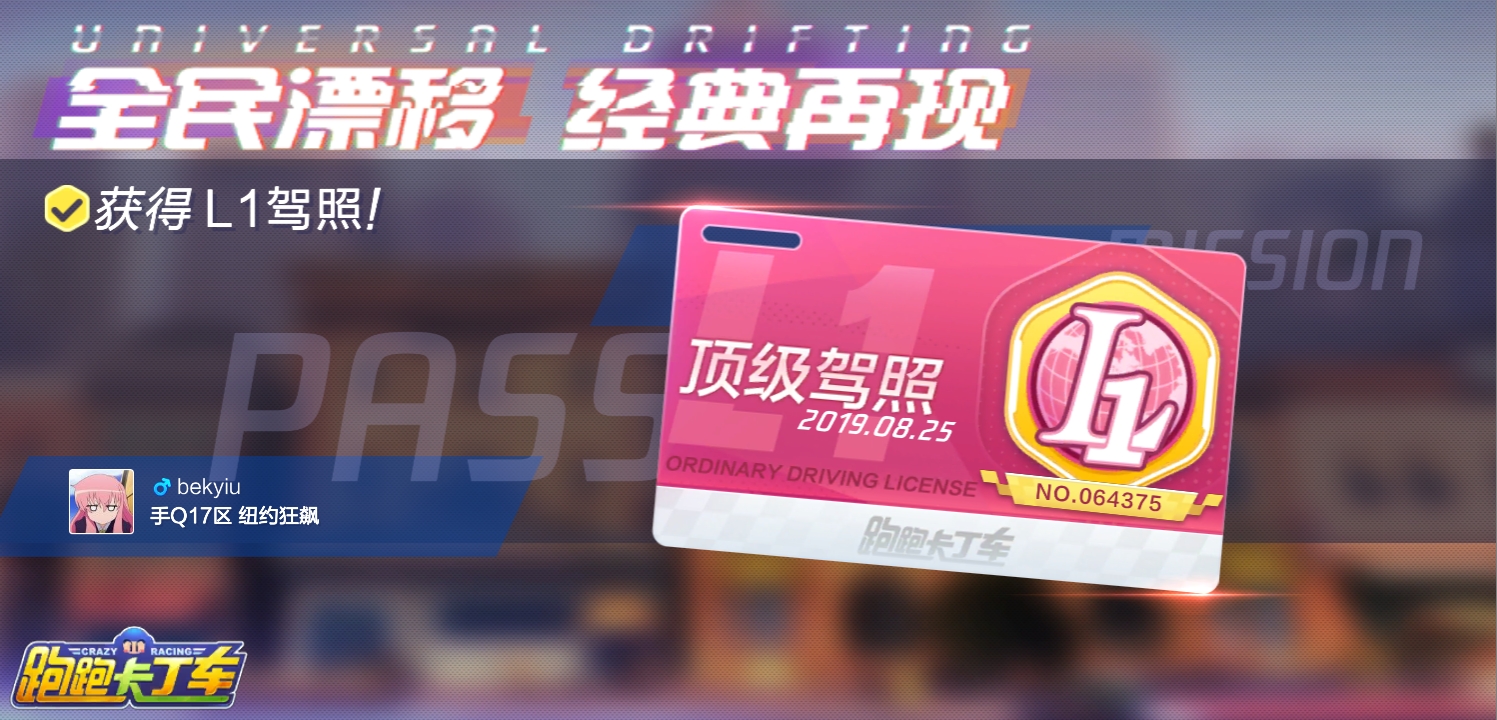 UNIVERSAL DRIFTING
全民漂移 经典再现
获得 L1驾照!
MISSION
PASS
L1
顶级驾照
2019.08.25
ORDINARY DRIVING LICENSE
L1
NO.064375
跑跑卡丁车
♂ bekyiu
手Q17区 纽约狂飙
CRAZY RACING
跑跑卡丁车